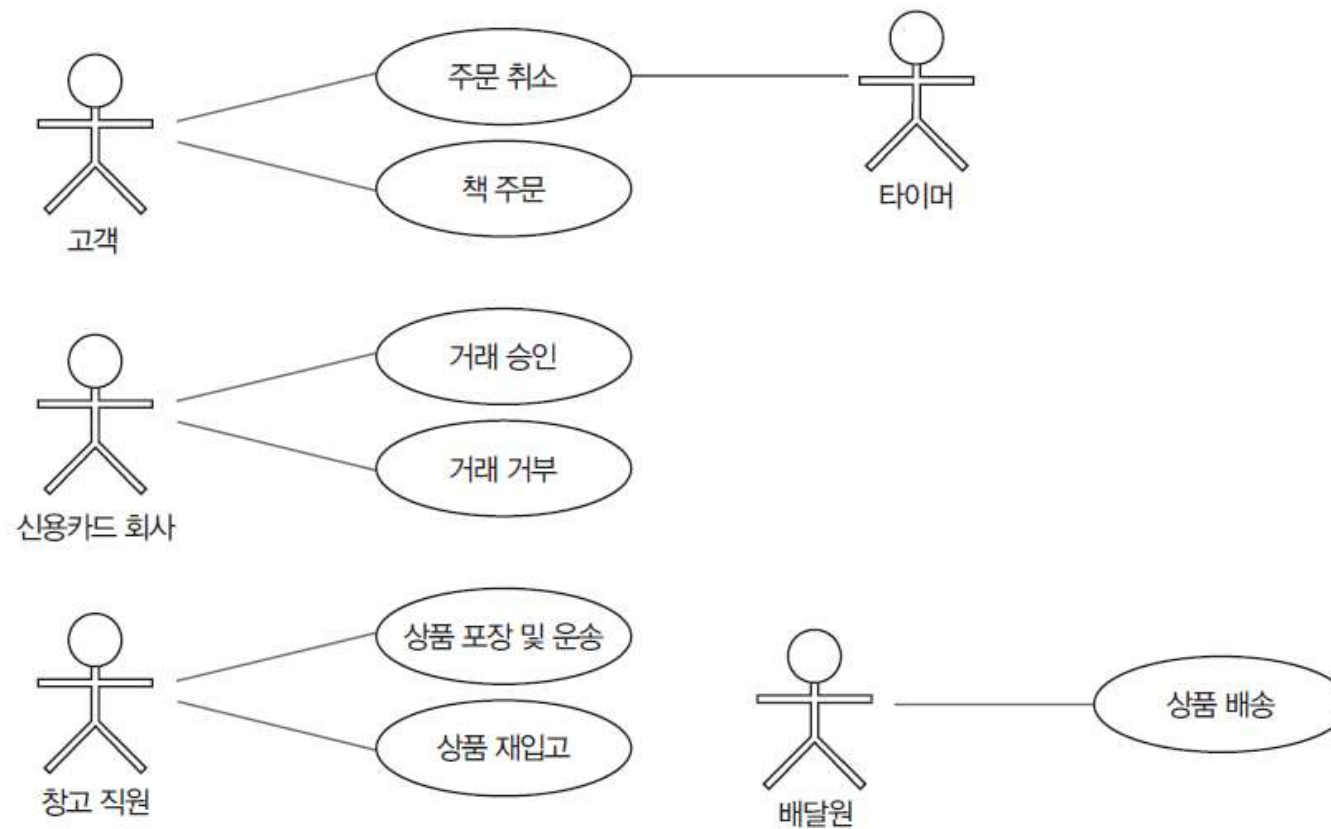 주문 취소
책 주문
고객
타이머
거래 승인
거래 거부
신용카드 회사
상품 포장 및 운송
상품 재입고
창고 직원
상품 배송
배달원